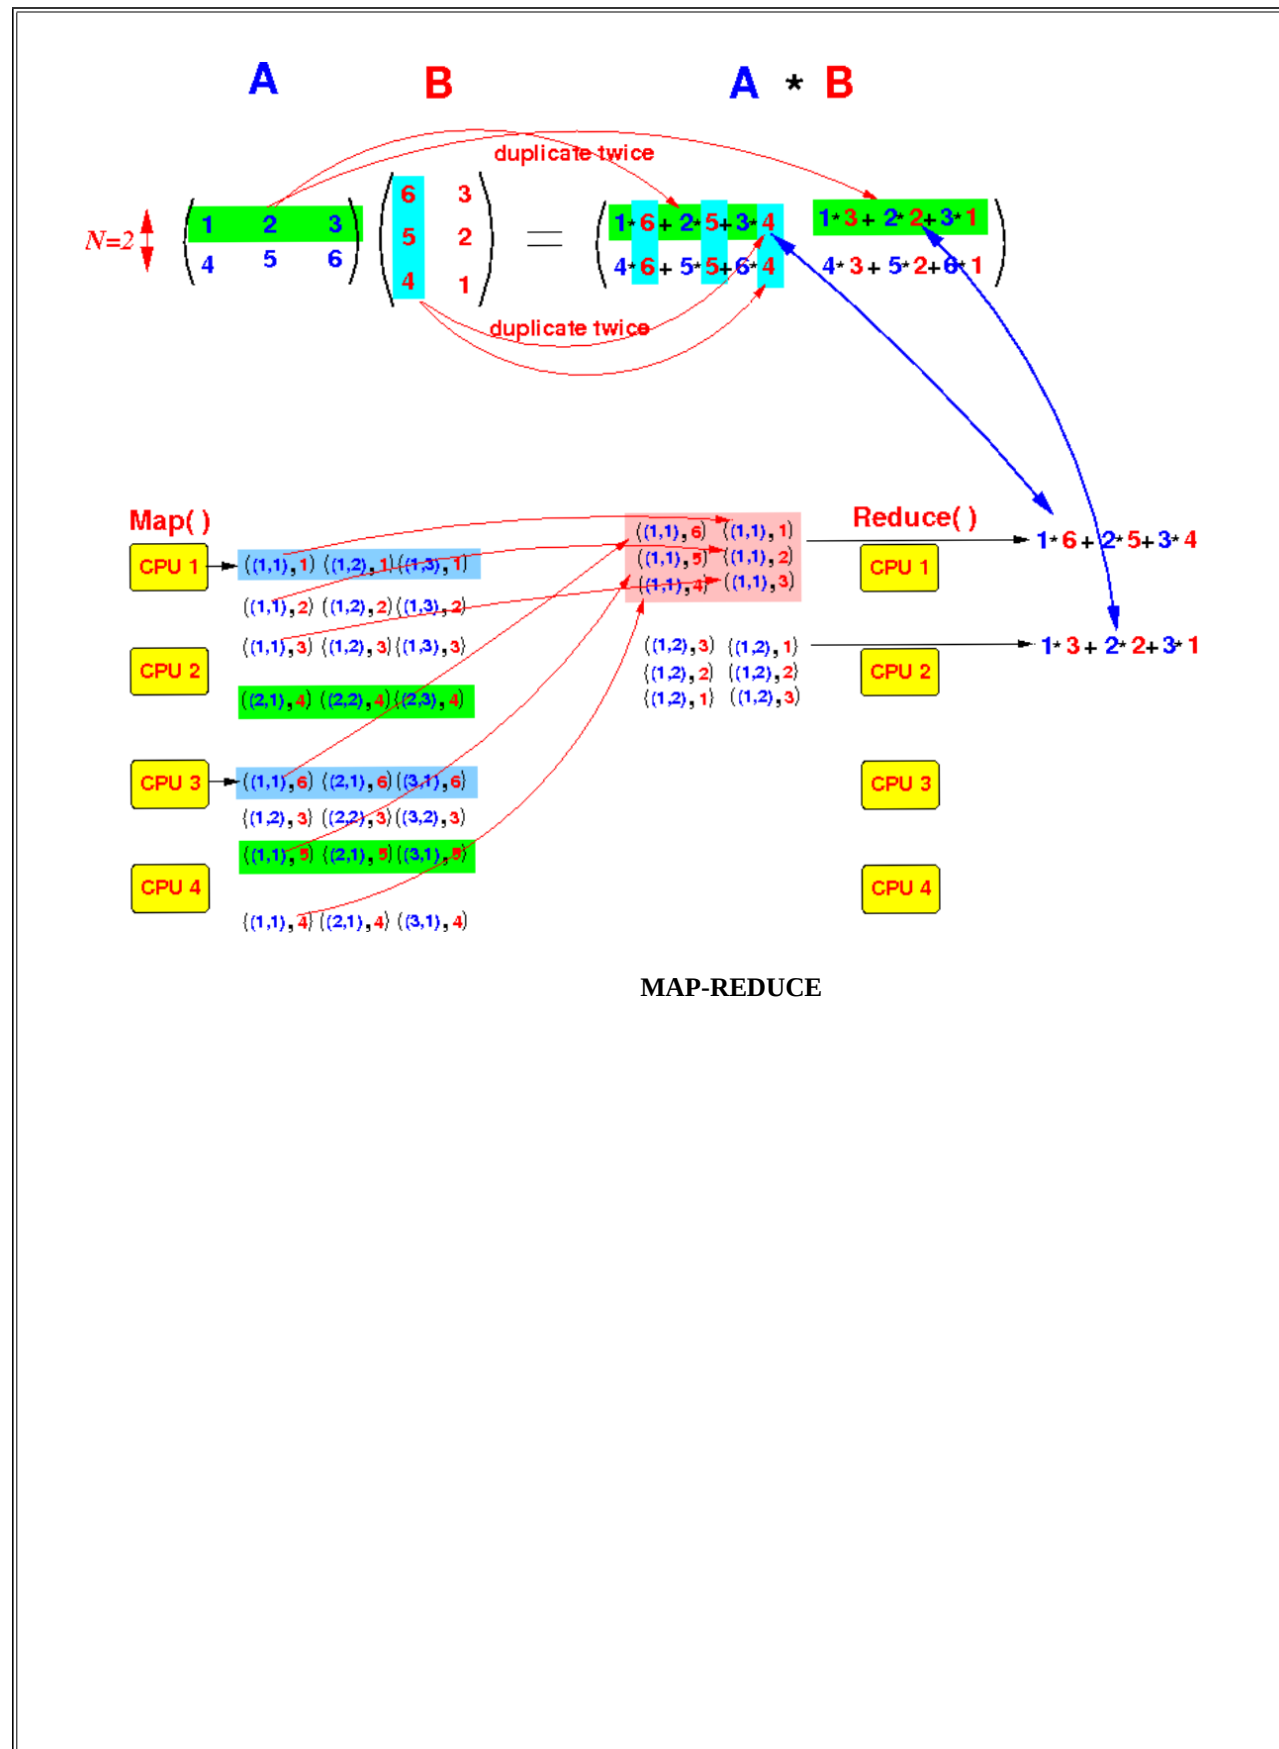 A B A * B
duplicate twice
N=2
1 2 3
4 5 6
6 3
5 2
4 1
=
1*6+2*5+3*4 1*3+2*2+3*1
4*6+5*5+6*4 4*3+5*2+6*1
duplicate twice
Map( )
CPU 1
((1,1),1) ((1,2),1) ((1,3),1)
((1,1),2) ((1,2),2) ((1,3),2)
((1,1),3) ((1,2),3) ((1,3),3)
CPU 2
((2,1),4) ((2,2),4) ((2,3),4)
CPU 3
((1,1),6) ((2,1),6) ((3,1),6)
((1,2),3) ((2,2),3) ((3,2),3)
((1,1),5) ((2,1),5) ((3,1),5)
CPU 4
((1,1),4) ((2,1),4) ((3,1),4)
((1,1),6) ((1,1),1)
((1,1),5) ((1,1),2)
((1,1),4) ((1,1),3)
((1,2),3) ((1,2),1)
((1,2),2) ((1,2),2)
((1,2),1) ((1,2),3)
Reduce( )
CPU 1
1*6+2*5+3*4
CPU 2
1*3+2*2+3*1
CPU 3
CPU 4
MAP-REDUCE